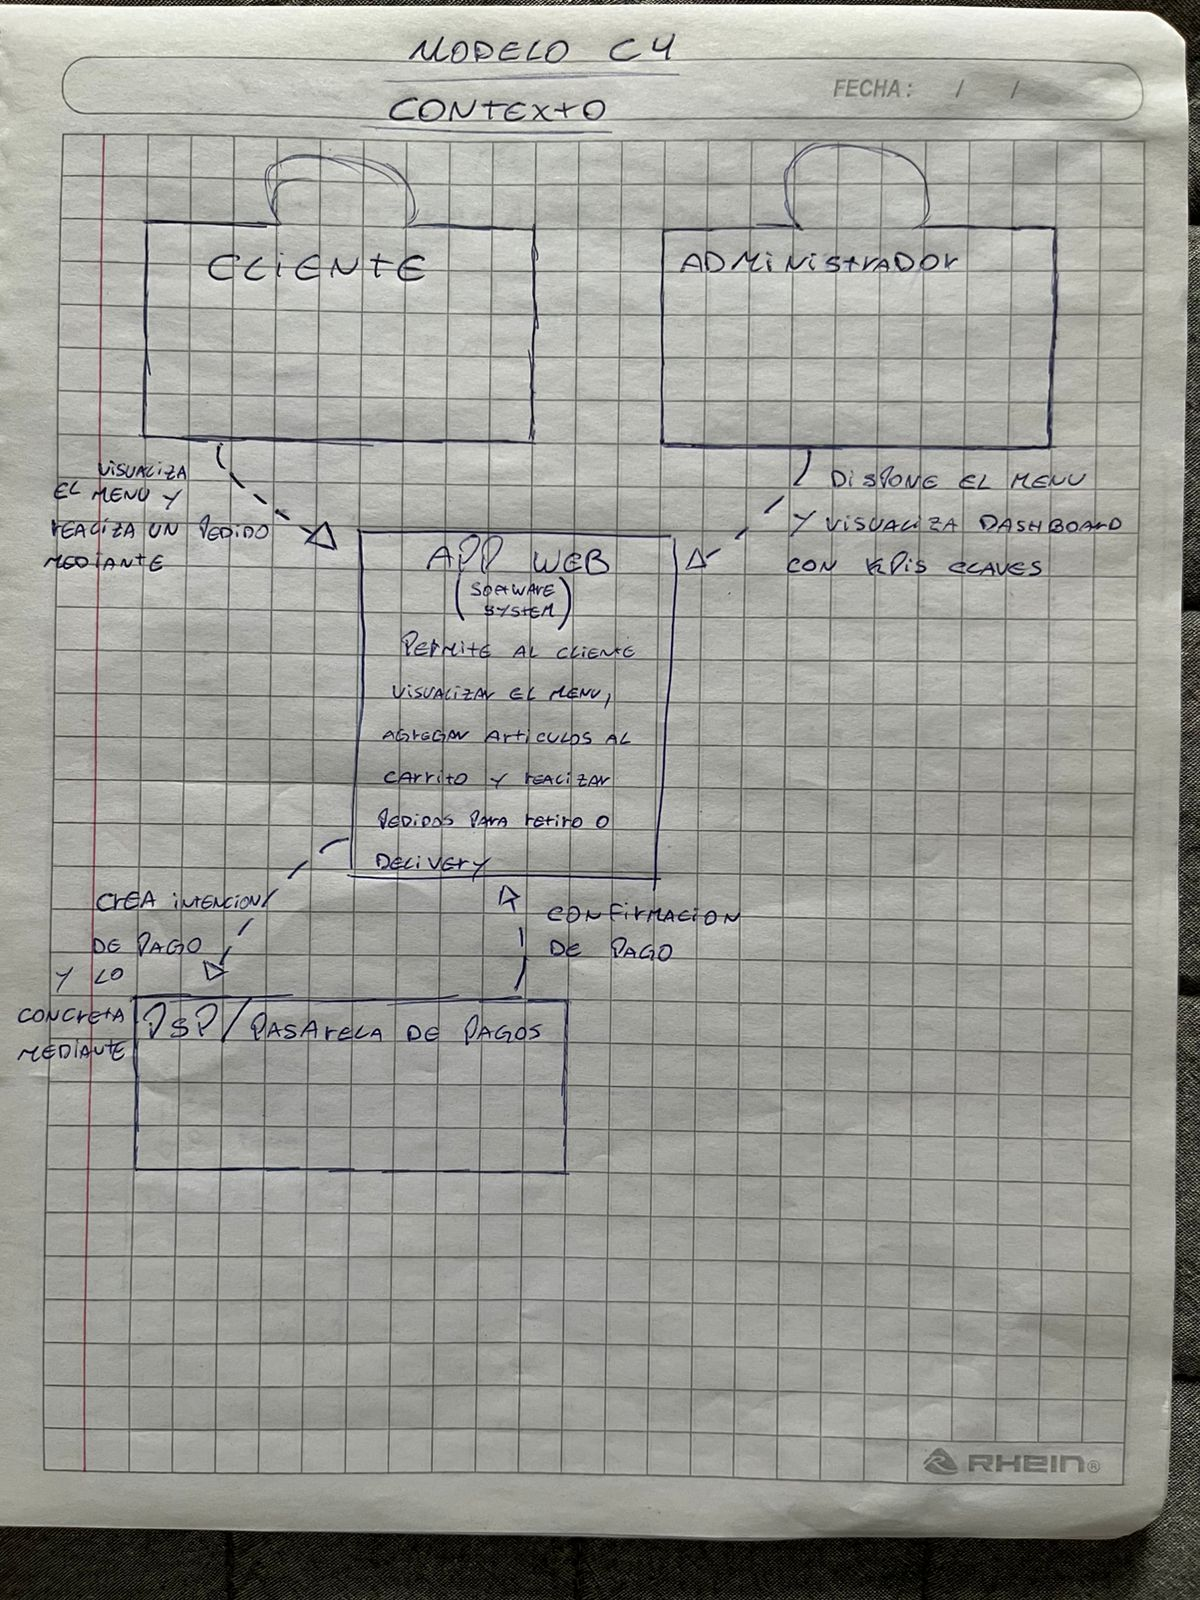 MODELO C4
FECHA: / /
CONTEXTO
CLIENTE
ADMINISTRADOR
VISUALIZA
EL MENU Y
REALIZA UN PEDIDO
MEDIANTE
DISPONE EL MENU
Y VISUALIZA DASHBOARD
CON KPIS CLAVES
APP WEB
(SOFTWARE
SYSTEM)
PERMITE AL CLIENTE
VISUALIZAR EL MENU,
AGREGAR ARTICULOS AL
CARRITO Y REALIZAR
PEDIDOS PARA RETIRO O
DELIVERY
CREA INTENCION
DE PAGO
Y LO
CONCRETA
MEDIANTE
CONFIRMACION
DE PAGO
PSP/PASARELA DE PAGOS
RHEIN®